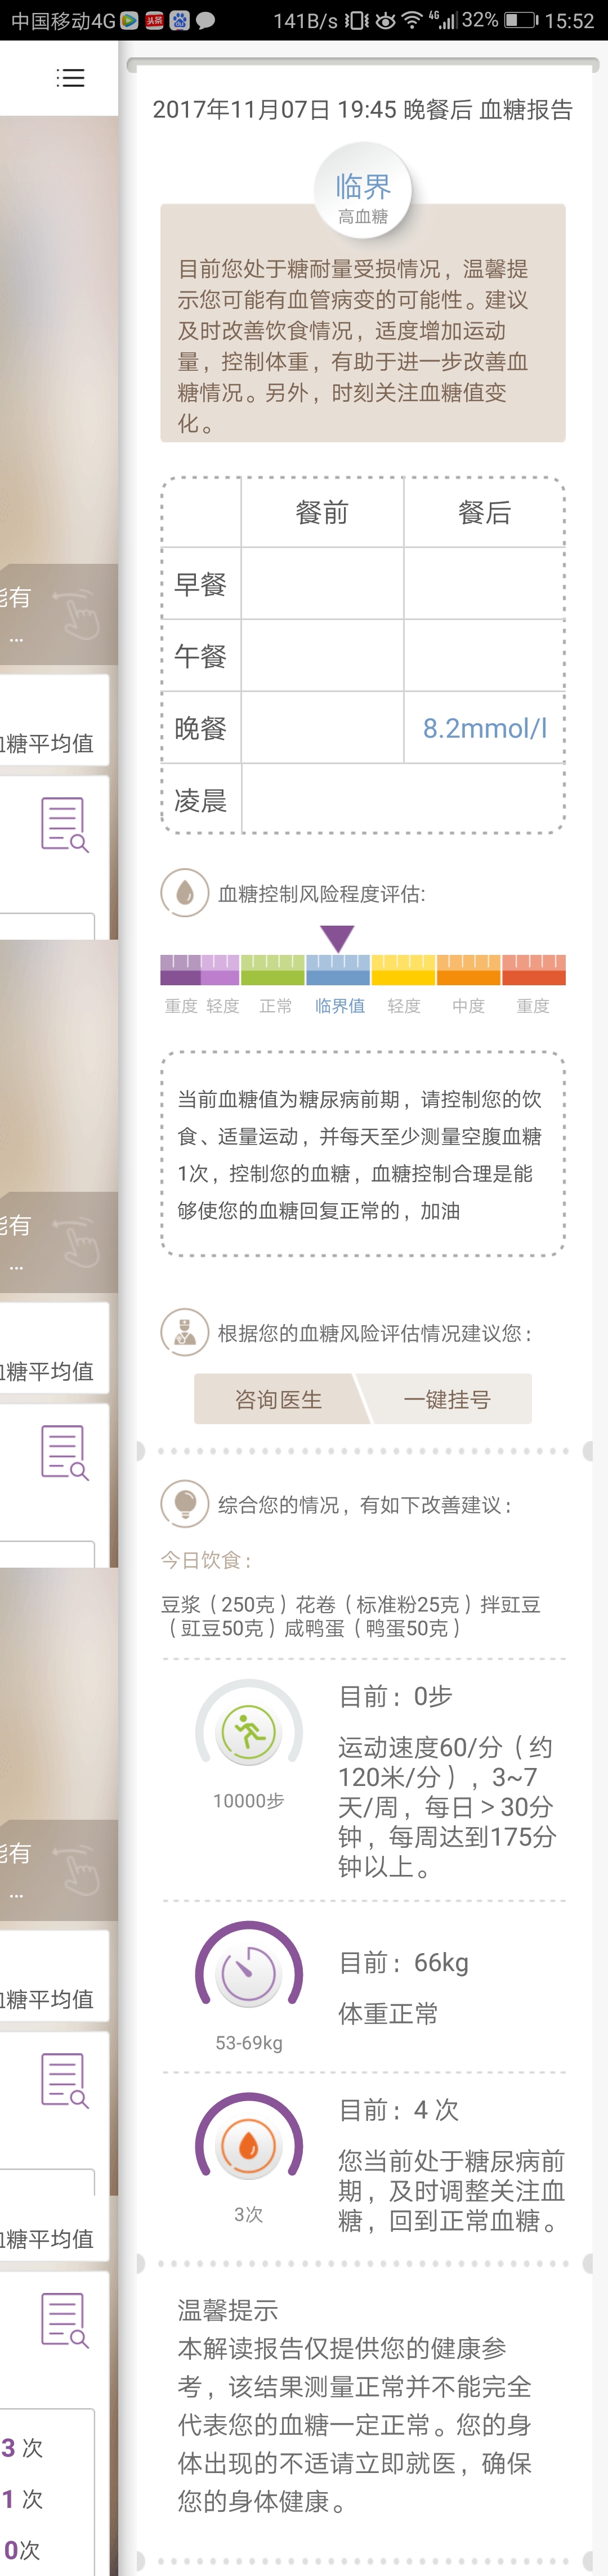 中国移动4G 头条 141B/s 4G 32% 15:52
2017年11月07日 19:45 晚餐后 血糖报告
临界
高血糖
目前您处于糖耐量受损情况，温馨提
示您可能有血管病变的可能性。建议
及时改善饮食情况，适度增加运动
量，控制体重，有助于进一步改善血
糖情况。另外，时刻关注血糖值变
化。
餐前 餐后
早餐
午餐
晚餐 8.2mmol/l
凌晨
血糖控制风险程度评估:
重度 轻度 正常 临界值 轻度 中度 重度
当前血糖值为糖尿病前期，请控制您的饮
食、适量运动，并每天至少测量空腹血糖
1次，控制您的血糖，血糖控制合理是能
够使您的血糖回复正常的，加油
根据您的血糖风险评估情况建议您：
咨询医生 一键挂号
综合您的情况，有如下改善建议：
今日饮食：
豆浆（250克）花卷（标准粉25克）拌豇豆
（豇豆50克）咸鸭蛋（鸭蛋50克）
目前：0步
运动速度60/分（约
120米/分），3~7
天/周，每日＞30分
钟，每周达到175分
钟以上。
10000步
目前：66kg
体重正常
53-69kg
目前：4 次
您当前处于糖尿病前
期，及时调整关注血
糖，回到正常血糖。
3次
温馨提示
本解读报告仅提供您的健康参
考，该结果测量正常并不能完全
代表您的血糖一定正常。您的身
体出现的不适请立即就医，确保
您的身体健康。
能有
...
血糖平均值
能有
...
血糖平均值
能有
...
血糖平均值
血糖平均值
3 次
1 次
0次